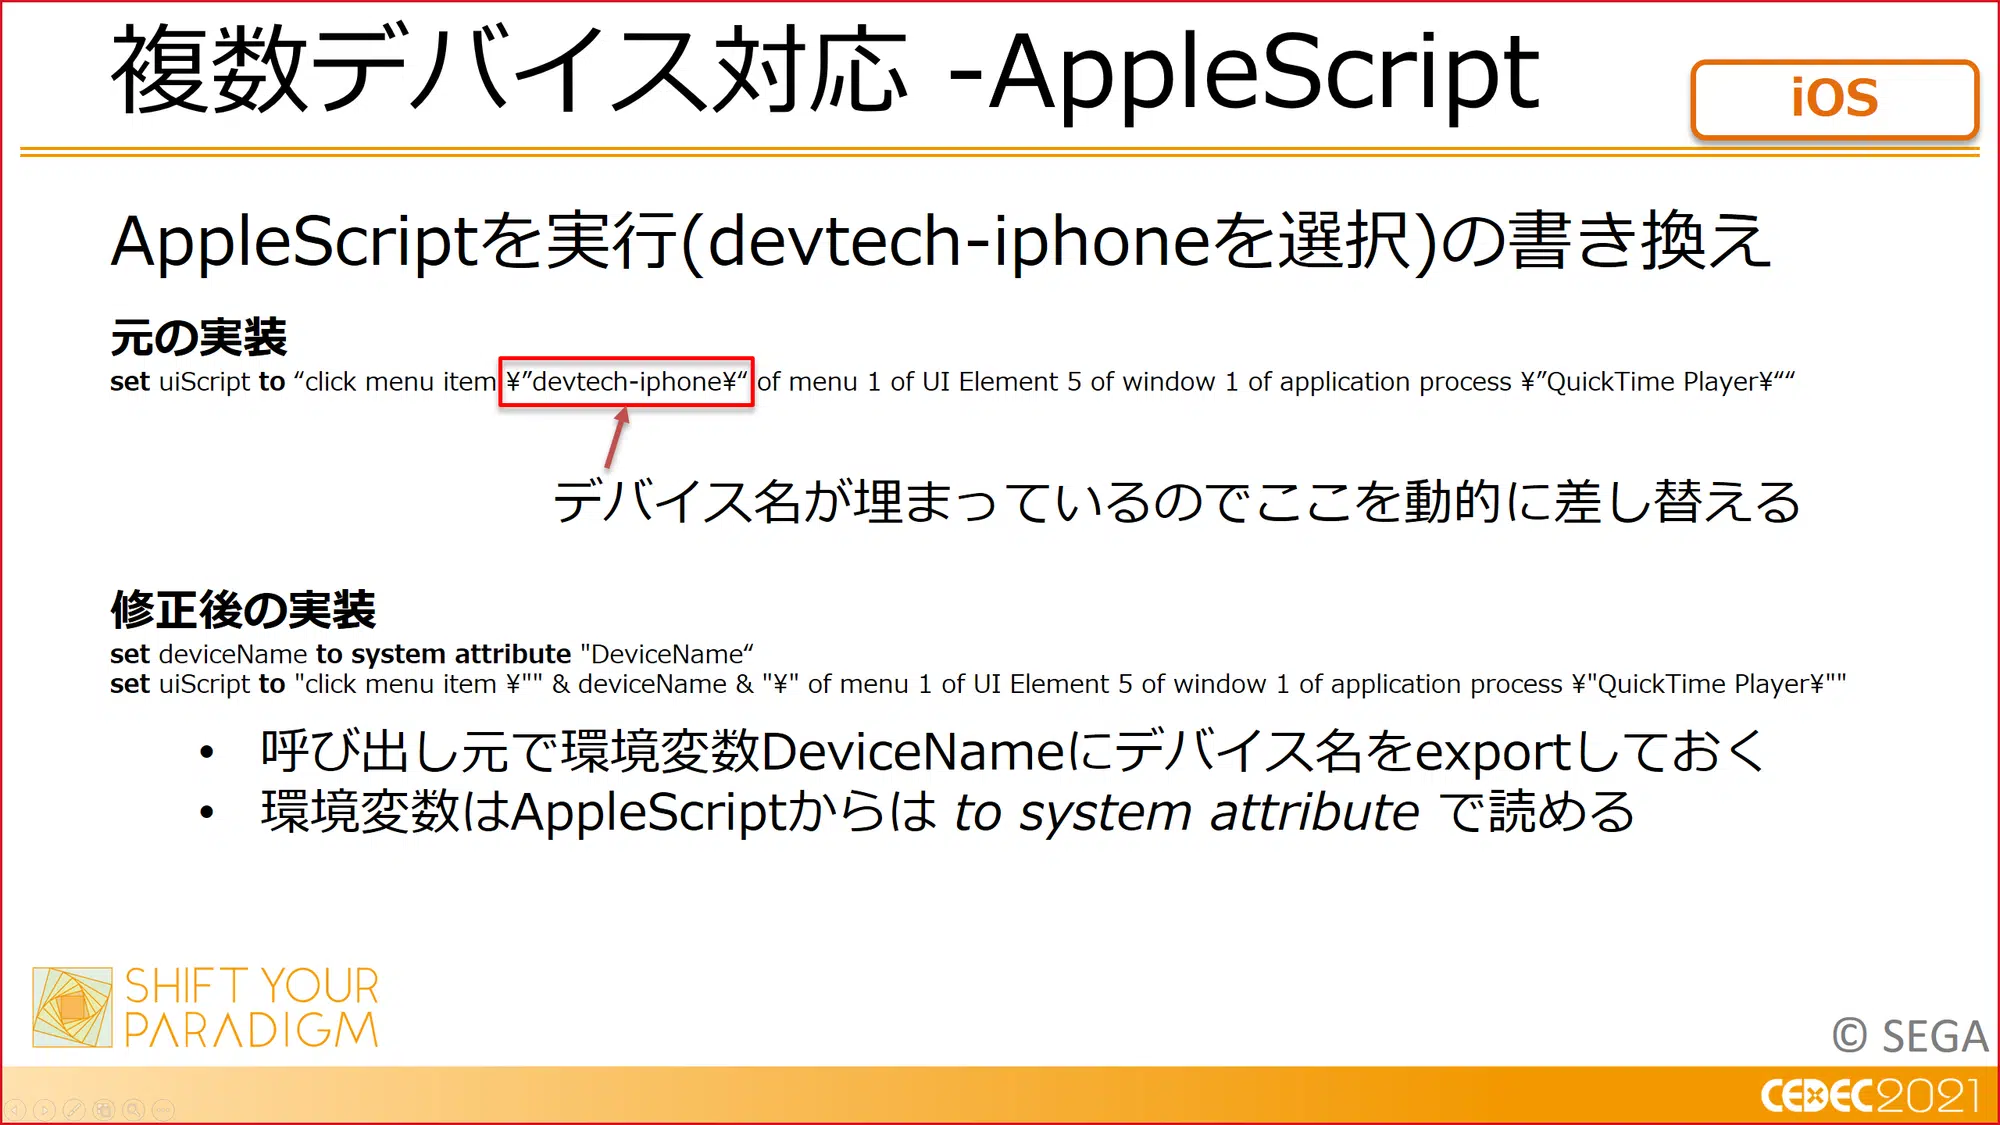 複数デバイス対応 -AppleScript
iOS
AppleScriptを実行(devtech-iphoneを選択)の書き換え
元の実装
set uiScript to “click menu item ¥”devtech-iphone¥“ of menu 1 of UI Element 5 of window 1 of application process ¥”QuickTime Player¥““
デバイス名が埋まっているのでここを動的に差し替える
修正後の実装
set deviceName to system attribute "DeviceName“
set uiScript to "click menu item ¥"" & deviceName & "¥" of menu 1 of UI Element 5 of window 1 of application process ¥"QuickTime Player¥""
• 呼び出し元で環境変数DeviceNameにデバイス名をexportしておく
• 環境変数はAppleScriptからは to system attribute で読める
SHIFT YOUR
PARADIGM
© SEGA
CEDEC2021